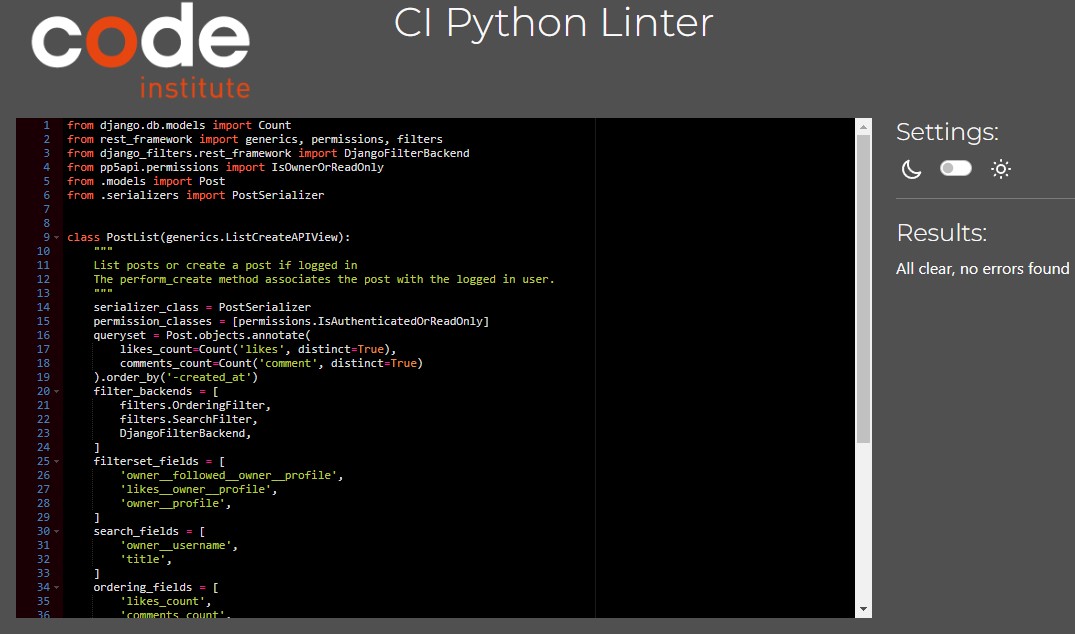 code
institute
CI Python Linter
1 from django.db.models import Count
2 from rest_framework import generics, permissions, filters
3 from django_filters.rest_framework import DjangoFilterBackend
4 from pp5api.permissions import IsOwnerOrReadOnly
5 from .models import Post
6 from .serializers import PostSerializer
7
8
9 class PostList(generics.ListCreateAPIView):
10     """
11     List posts or create a post if logged in
12     The perform_create method associates the post with the logged in user.
13     """
14     serializer_class = PostSerializer
15     permission_classes = [permissions.IsAuthenticatedOrReadOnly]
16     queryset = Post.objects.annotate(
17         likes_count=Count('likes', distinct=True),
18         comments_count=Count('comment', distinct=True)
19     ).order_by('-created_at')
20     filter_backends = [
21         filters.OrderingFilter,
22         filters.SearchFilter,
23         DjangoFilterBackend,
24     ]
25     filterset_fields = [
26         'owner__followed__owner__profile',
27         'likes__owner__profile',
28         'owner__profile',
29     ]
30     search_fields = [
31         'owner__username',
32         'title',
33     ]
34     ordering_fields = [
35         'likes_count',
36         'comments_count',
Settings:
Results:
All clear, no errors found